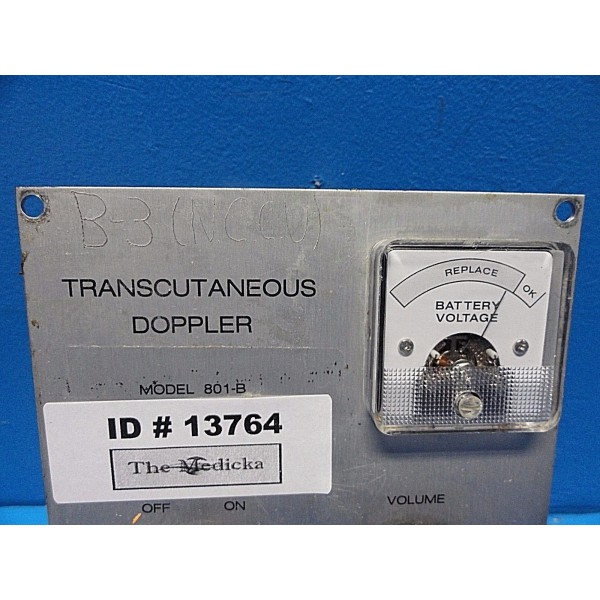 B-3 (NCCU)
TRANSCUTANEOUS
DOPPLER
MODEL 801-B
REPLACE OK
BATTERY
VOLTAGE
ID # 13764
The Medicka
OFF ON VOLUME